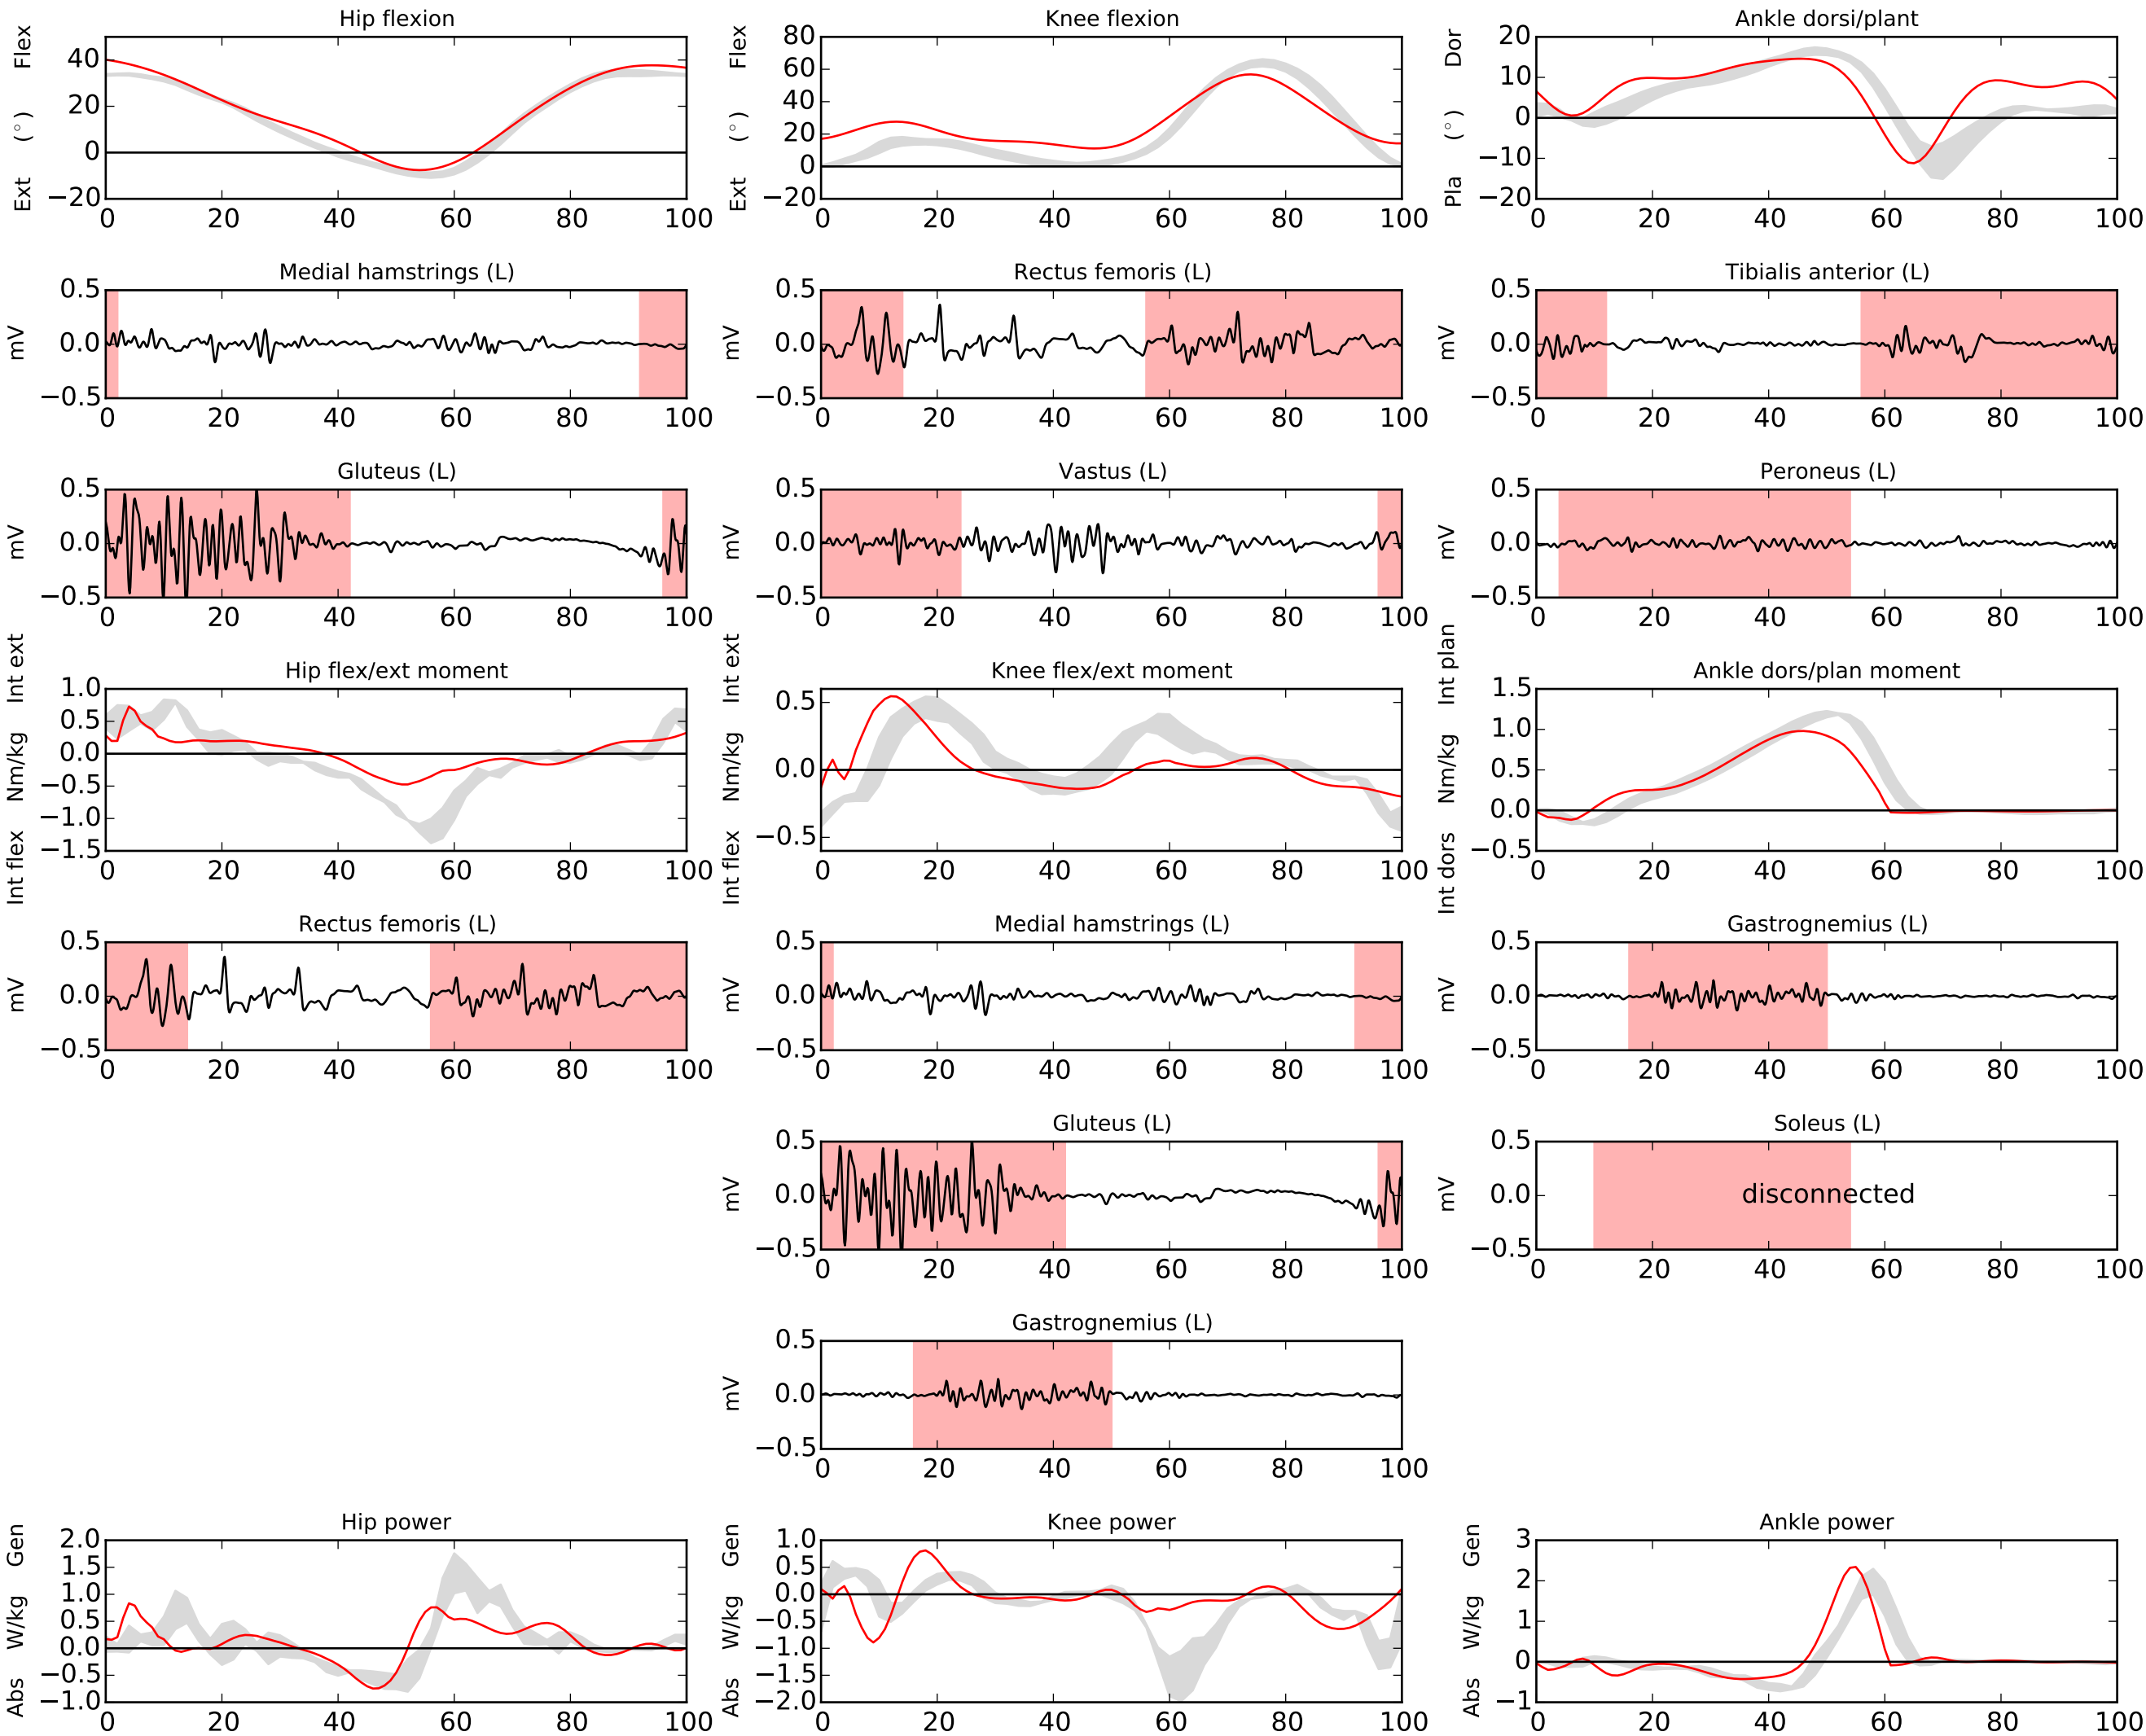 Hip flexion Knee flexion Ankle dorsi/plant
Ext (°) Flex 40 20 0 −20 0 20 40 60 80 100
Ext (°) Flex 80 60 40 20 0 −20 0 20 40 60 80 100
Pla (°) Dor 20 10 0 −10 −20 0 20 40 60 80 100
Medial hamstrings (L) Rectus femoris (L) Tibialis anterior (L)
mV 0.5 0.0 −0.5 0 20 40 60 80 100
mV 0.5 0.0 −0.5 0 20 40 60 80 100
mV 0.5 0.0 −0.5 0 20 40 60 80 100
Gluteus (L) Vastus (L) Peroneus (L)
mV 0.5 0.0 −0.5 0 20 40 60 80 100
mV 0.5 0.0 −0.5 0 20 40 60 80 100
mV 0.5 0.0 −0.5 0 20 40 60 80 100
Hip flex/ext moment Knee flex/ext moment Ankle dors/plan moment
Int flex Nm/kg Int ext 1.0 0.5 0.0 −0.5 −1.0 −1.5 0 20 40 60 80 100
Int flex Nm/kg Int ext 0.5 0.0 −0.5 0 20 40 60 80 100
Int dors Nm/kg Int plan 1.5 1.0 0.5 0.0 −0.5 0 20 40 60 80 100
Rectus femoris (L) Medial hamstrings (L) Gastrognemius (L)
mV 0.5 0.0 −0.5 0 20 40 60 80 100
mV 0.5 0.0 −0.5 0 20 40 60 80 100
mV 0.5 0.0 −0.5 0 20 40 60 80 100
Gluteus (L) Soleus (L)
mV 0.5 0.0 −0.5 0 20 40 60 80 100
mV 0.5 0.0 −0.5 disconnected 0 20 40 60 80 100
Gastrognemius (L)
mV 0.5 0.0 −0.5 0 20 40 60 80 100
Hip power Knee power Ankle power
Abs W/kg Gen 2.0 1.5 1.0 0.5 0.0 −0.5 −1.0 0 20 40 60 80 100
Abs W/kg Gen 1.0 0.5 0.0 −0.5 −1.0 −1.5 −2.0 0 20 40 60 80 100
Abs W/kg Gen 3 2 1 0 −1 0 20 40 60 80 100